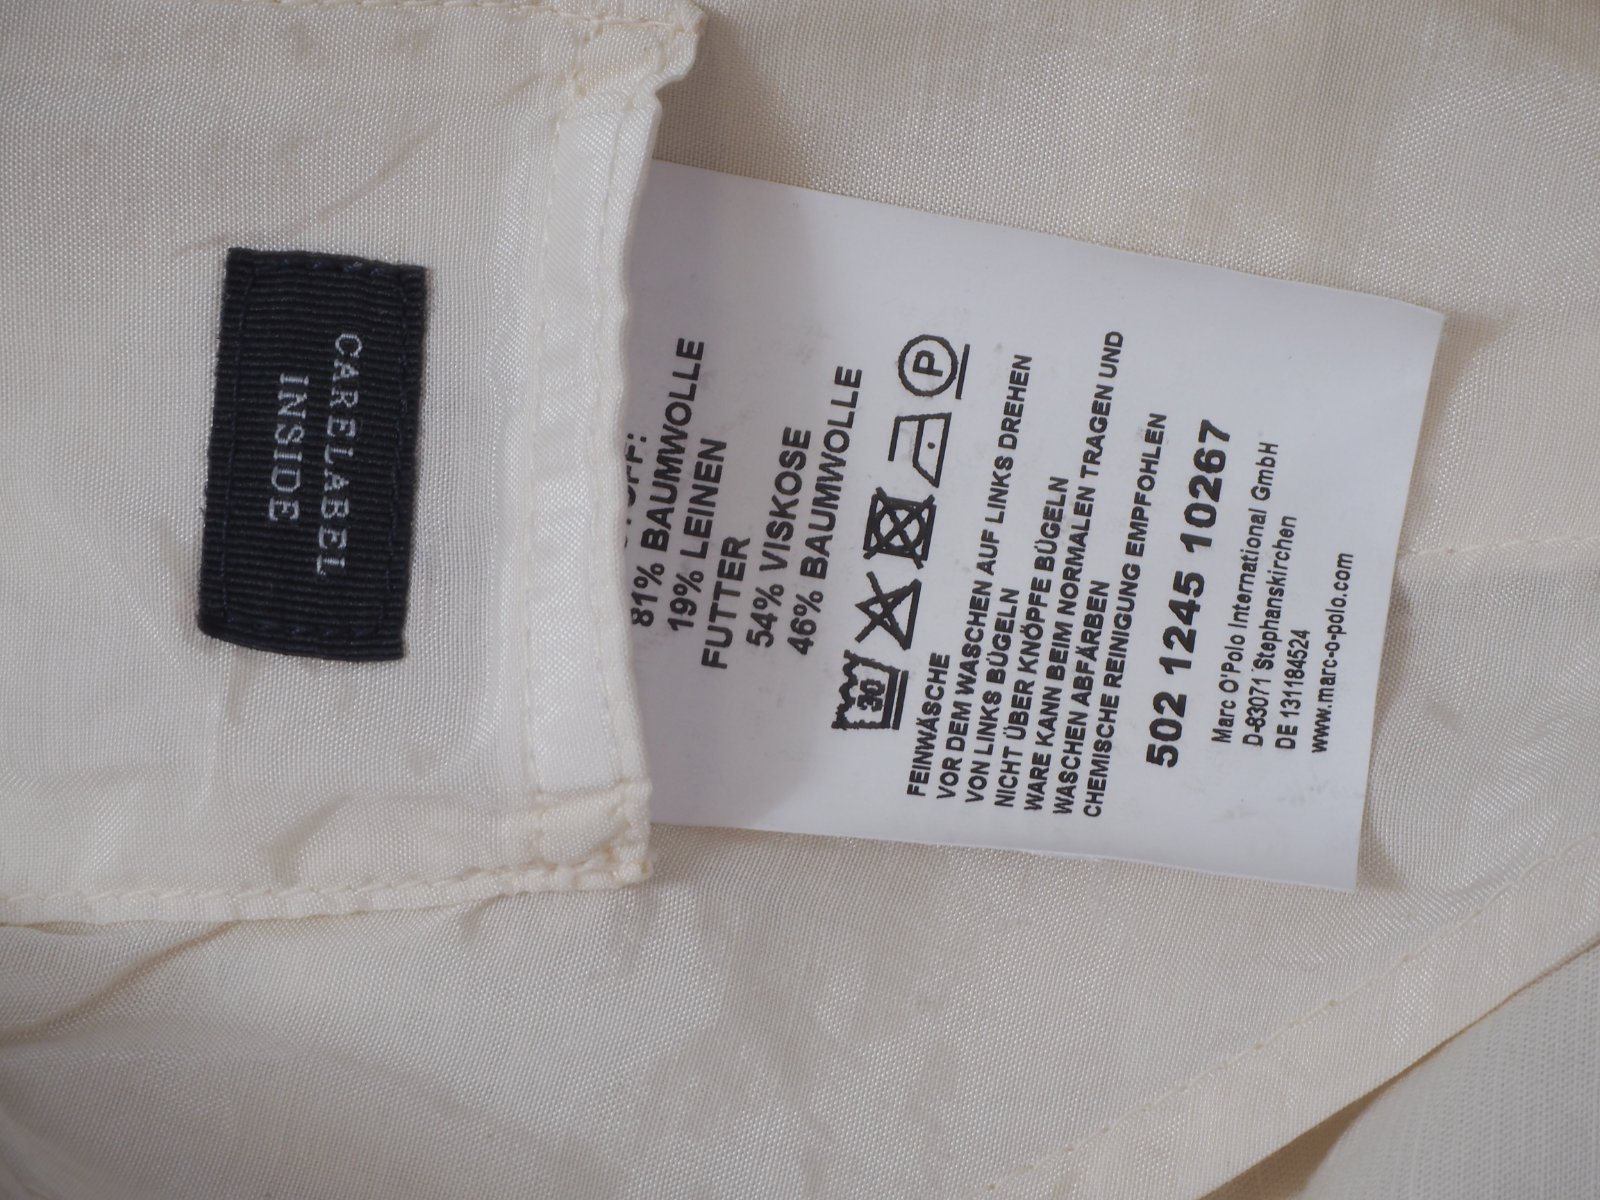 CARELABEL
INSIDE
81% BAUMWOLLE
19% LEINEN
FUTTER
54% VISKOSE
46% BAUMWOLLE
30
P
FEINWÄSCHE
VOR DEM WASCHEN AUF LINKS DREHEN
VON LINKS BÜGELN
NICHT ÜBER KNÖPFE BÜGELN
WARE KANN BEIM NORMALEN TRAGEN UND
WASCHEN ABFÄRBEN
CHEMISCHE REINIGUNG EMPFOHLEN
502 1245 10267
Marc O'Polo International GmbH
D-83071 Stephanskirchen
DE 131184524
www.marc-o-polo.com